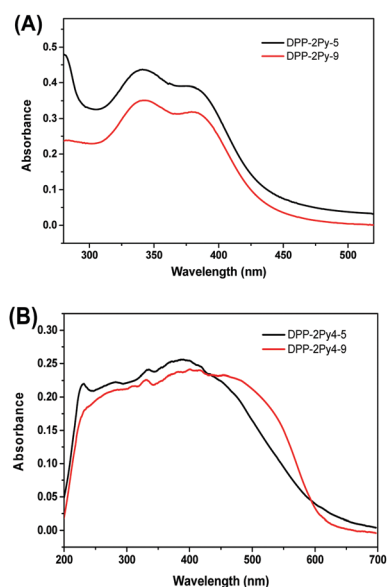 (A)
DPP-2Py-5
DPP-2Py-9
Absorbance
0.5
0.4
0.3
0.2
0.1
0.0
300 350 400 450 500
Wavelength (nm)
(B)
DPP-2Py4-5
DPP-2Py4-9
Absorbance
0.30
0.25
0.20
0.15
0.10
0.05
0.00
200 300 400 500 600 700
Wavelength (nm)